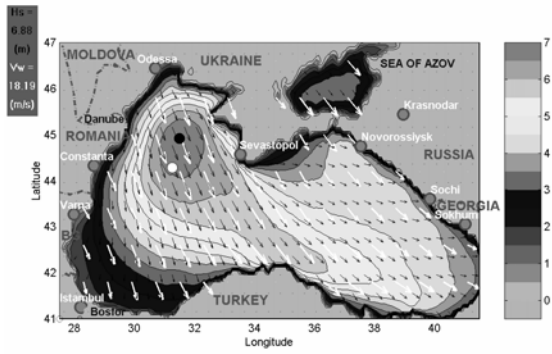 Hs =
6.88
(m)
Vw =
18.19
(m/s)
MOLDOVA
Odessa
UKRAINE
SEA OF AZOV
Krasnodar
Danube
ROMANIA
Sevastopol
Novorossiysk
RUSSIA
Constanta
Sochi
GEORGIA
Sokhumi
Varna
B
Istambul
Bosfor
TURKEY
Latitude
47
46
45
44
43
42
41
28
30
32
34
36
38
40
Longitude
7
6
5
4
3
2
1
0